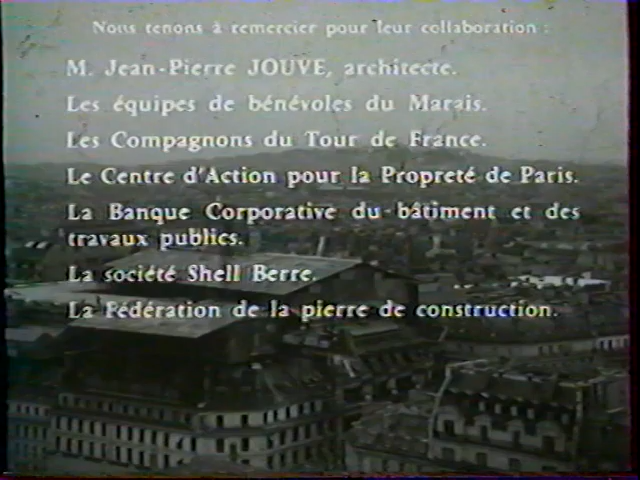 Nous tenons à remercier pour leur collaboration :
M. Jean-Pierre JOUVE, architecte.
Les équipes de bénévoles du Marais.
Les Compagnons du Tour de France.
Le Centre d'Action pour la Propreté de Paris.
La Banque Corporative du bâtiment et des
travaux publics.
La société Shell Berre.
La Fédération de la pierre de construction.